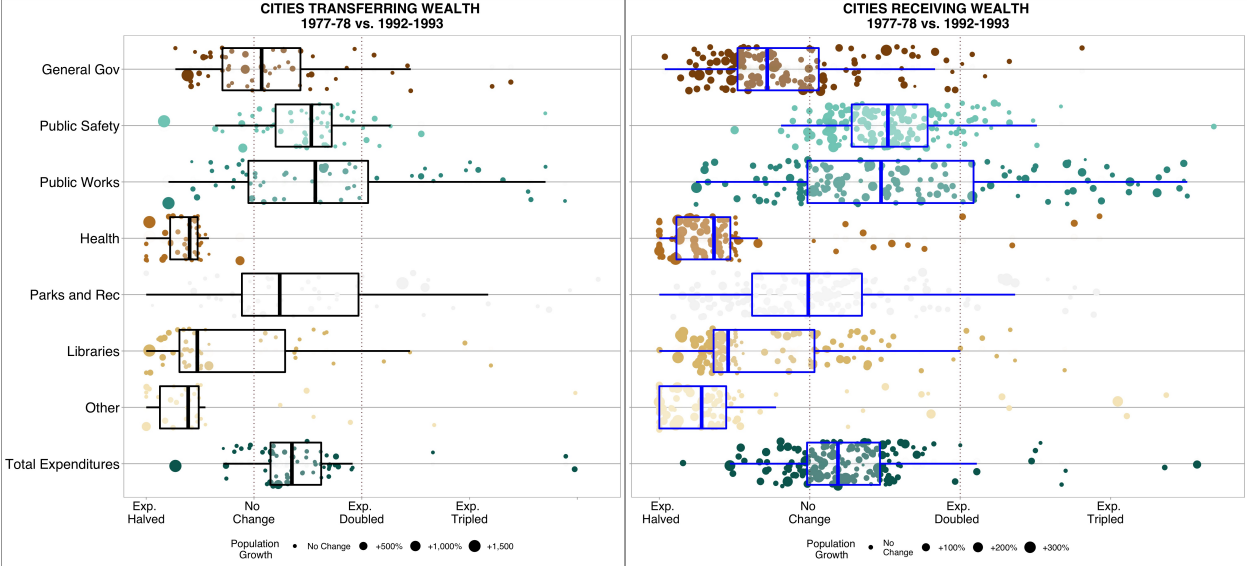 CITIES TRANSFERRING WEALTH
1977-78 vs. 1992-1993
General Gov
Public Safety
Public Works
Health
Parks and Rec
Libraries
Other
Total Expenditures
Exp. Halved
No Change
Exp. Doubled
Exp. Tripled
Population Growth
No Change
+500%
+1,000%
+1,500
CITIES RECEIVING WEALTH
1977-78 vs. 1992-1993
Exp. Halved
No Change
Exp. Doubled
Exp. Tripled
Population Growth
No Change
+100%
+200%
+300%